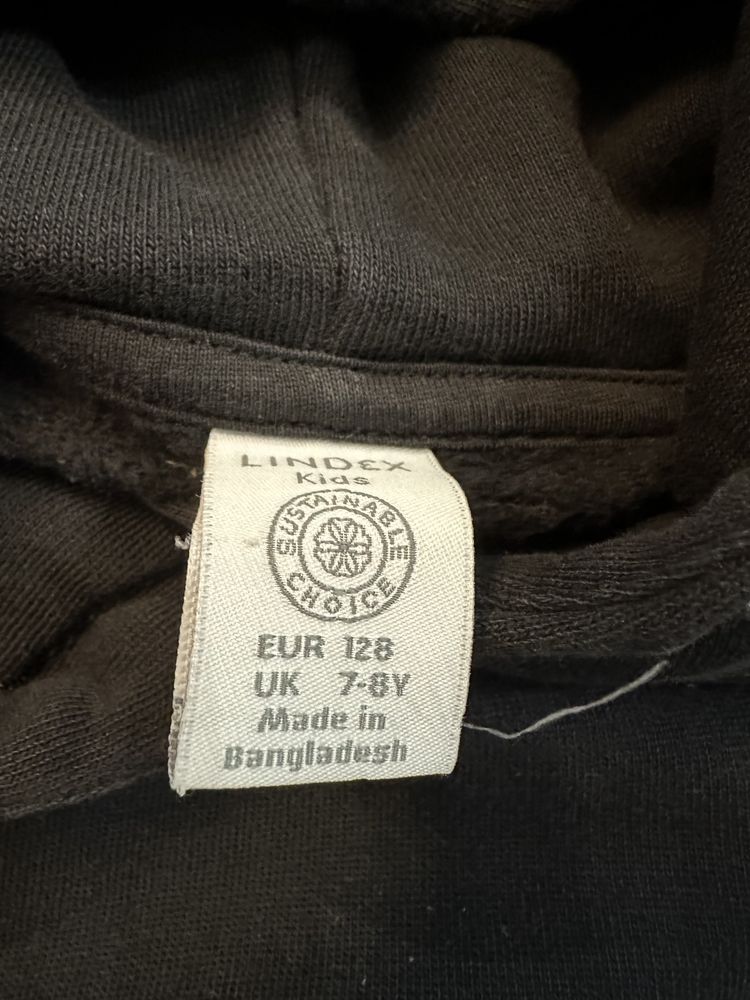 LINDEX
Kids
SUSTAINABLE
CHOICE
EUR 128
UK 7-8Y
Made in
Bangladesh